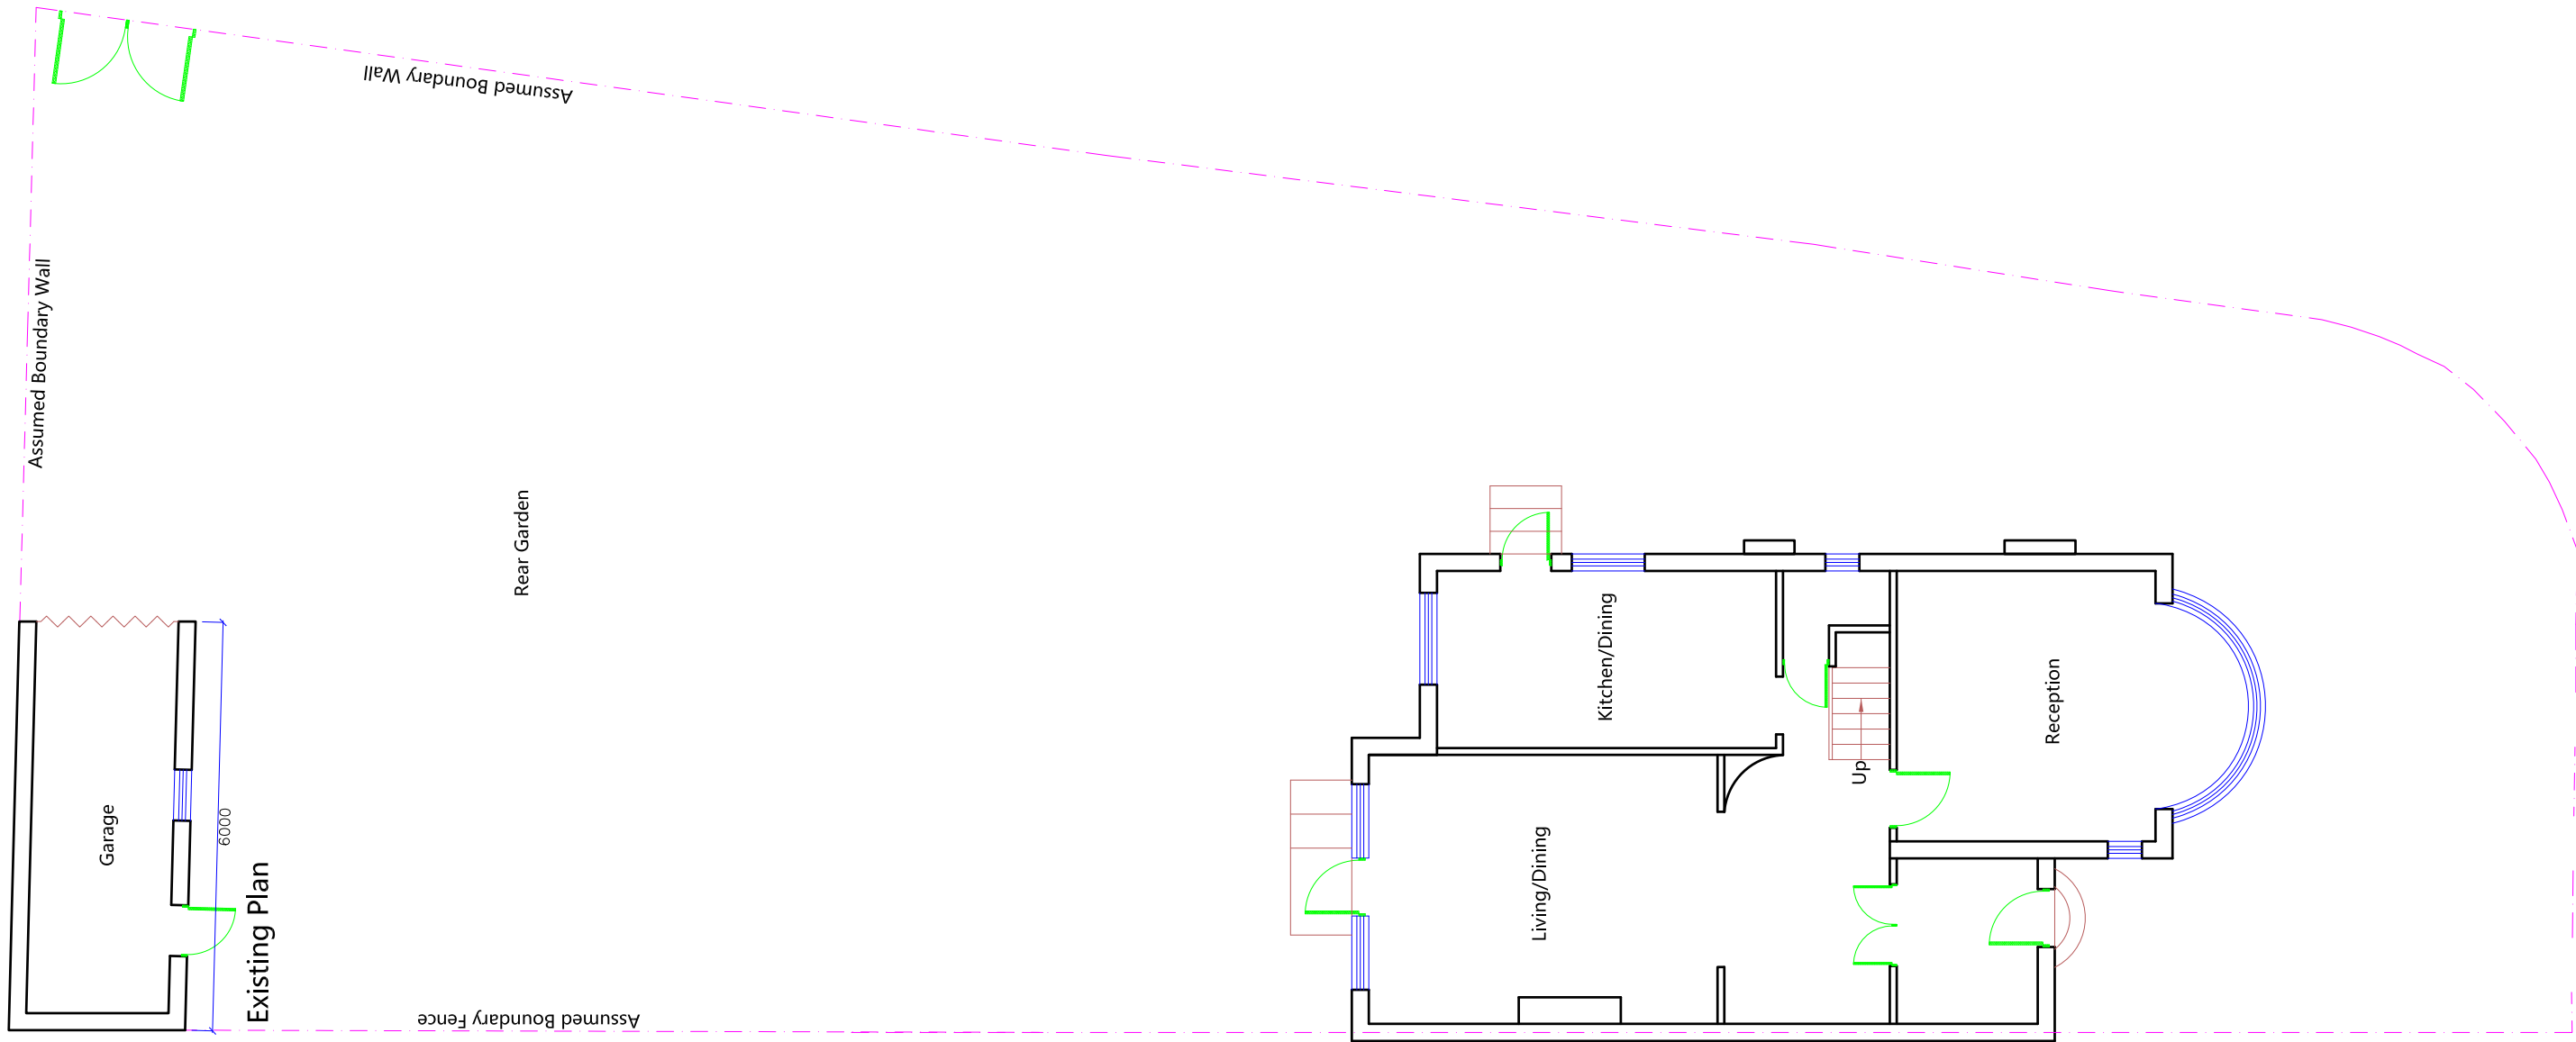 Assumed Boundary Wall
Assumed Boundary Wall
Rear Garden
Garage
6000
Existing Plan
Assumed Boundary Fence
Kitchen/Dining
Living/Dining
Up
Reception